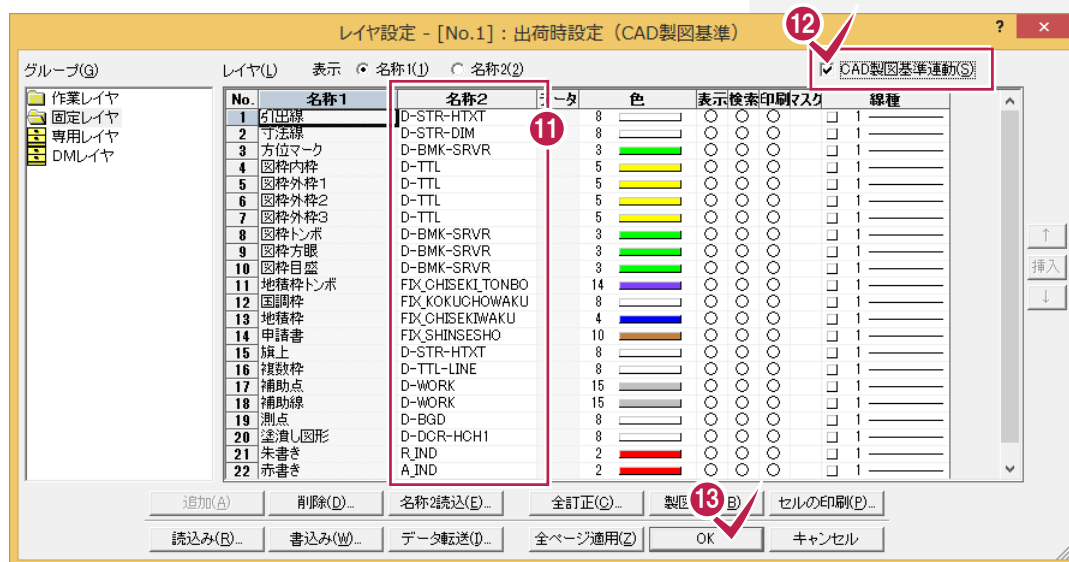 レイヤ設定 - [No.1] : 出荷時設定（CAD製図基準） ? ×
12
グループ(G) レイヤ(L) 表示 名称1(1) 名称2(2) CAD製図基準連動(S)
作業レイヤ
固定レイヤ
専用レイヤ
DMレイヤ
No. 名称1 名称2 データ 色 表示 検索 印刷 マスク 線種
11
1 引出線 D-STR-HTXT 8 ○ ○ ○ 1
2 寸法線 D-STR-DIM 8 ○ ○ ○ 1
3 方位マーク D-BMK-SRVR 3 ○ ○ ○ 1
4 図枠内枠 D-TTL 5 ○ ○ ○ 1
5 図枠外枠1 D-TTL 5 ○ ○ ○ 1
6 図枠外枠2 D-TTL 5 ○ ○ ○ 1
7 図枠外枠3 D-TTL 5 ○ ○ ○ 1
8 図枠トンボ D-BMK-SRVR 3 ○ ○ ○ 1
9 図枠方眼 D-BMK-SRVR 3 ○ ○ ○ 1
10 図枠目盛 D-BMK-SRVR 3 ○ ○ ○ 1
11 地積枠トンボ FIX_CHISEKI_TONBO 14 ○ ○ ○ 1
12 国調枠 FIX_KOKUCHOWAKU 8 ○ ○ ○ 1
13 地積枠 FIX_CHISEKIWAKU 4 ○ ○ ○ 1
14 申請書 FIX_SHINSESHO 10 ○ ○ ○ 1
15 旗上 D-STR-HTXT 8 ○ ○ ○ 1
16 複数枠 D-TTL-LINE 8 ○ ○ ○ 1
17 補助点 D-WORK 15 ○ ○ ○ 1
18 補助線 D-WORK 15 ○ ○ ○ 1
19 測点 D-BGD 8 ○ ○ ○ 1
20 塗潰し図形 D-DCR-HCH1 8 ○ ○ ○ 1
21 朱書き R_IND 2 ○ ○ ○ 1
22 赤書き A_IND 2 ○ ○ ○ 1
↑
挿入
↓
追加(A) 削除(D)... 名称2読込(E)... 全訂正(C)... 製図 B) セルの印刷(P)...
13
読込み(R)... 書込み(W)... データ転送(I)... 全ページ適用(Z) OK キャンセル